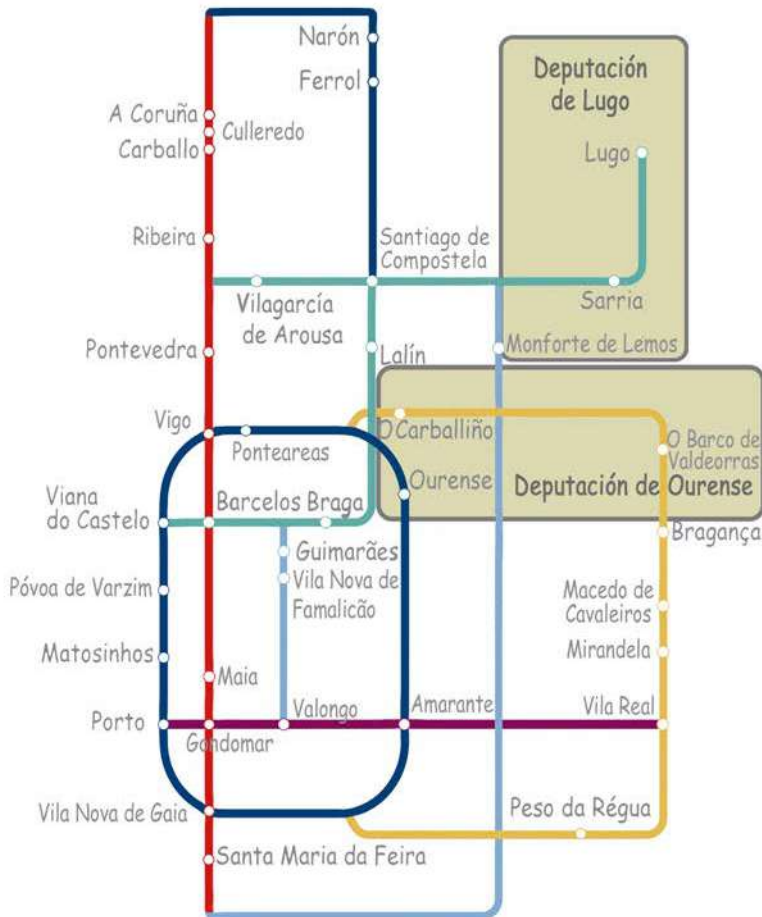 Narón
Ferrol
Deputación
de Lugo
A Coruña
Culleredo
Carballo
Lugo
Ribeira
Santiago de
Compostela
Vilagarcía
de Arousa
Sarria
Pontevedra
Lalín
Monforte de Lemos
Vigo
Ponteareas
O Carballiño
O Barco de
Valdeorras
Ourense
Deputación de Ourense
Viana
do Castelo
Barcelos Braga
Bragança
Guimarães
Vila Nova de
Famalicão
Póvoa de Varzim
Macedo de
Cavaleiros
Matosinhos
Mirandela
Maia
Porto
Gondomar
Valongo
Amarante
Vila Real
Vila Nova de Gaia
Peso da Régua
Santa Maria da Feira